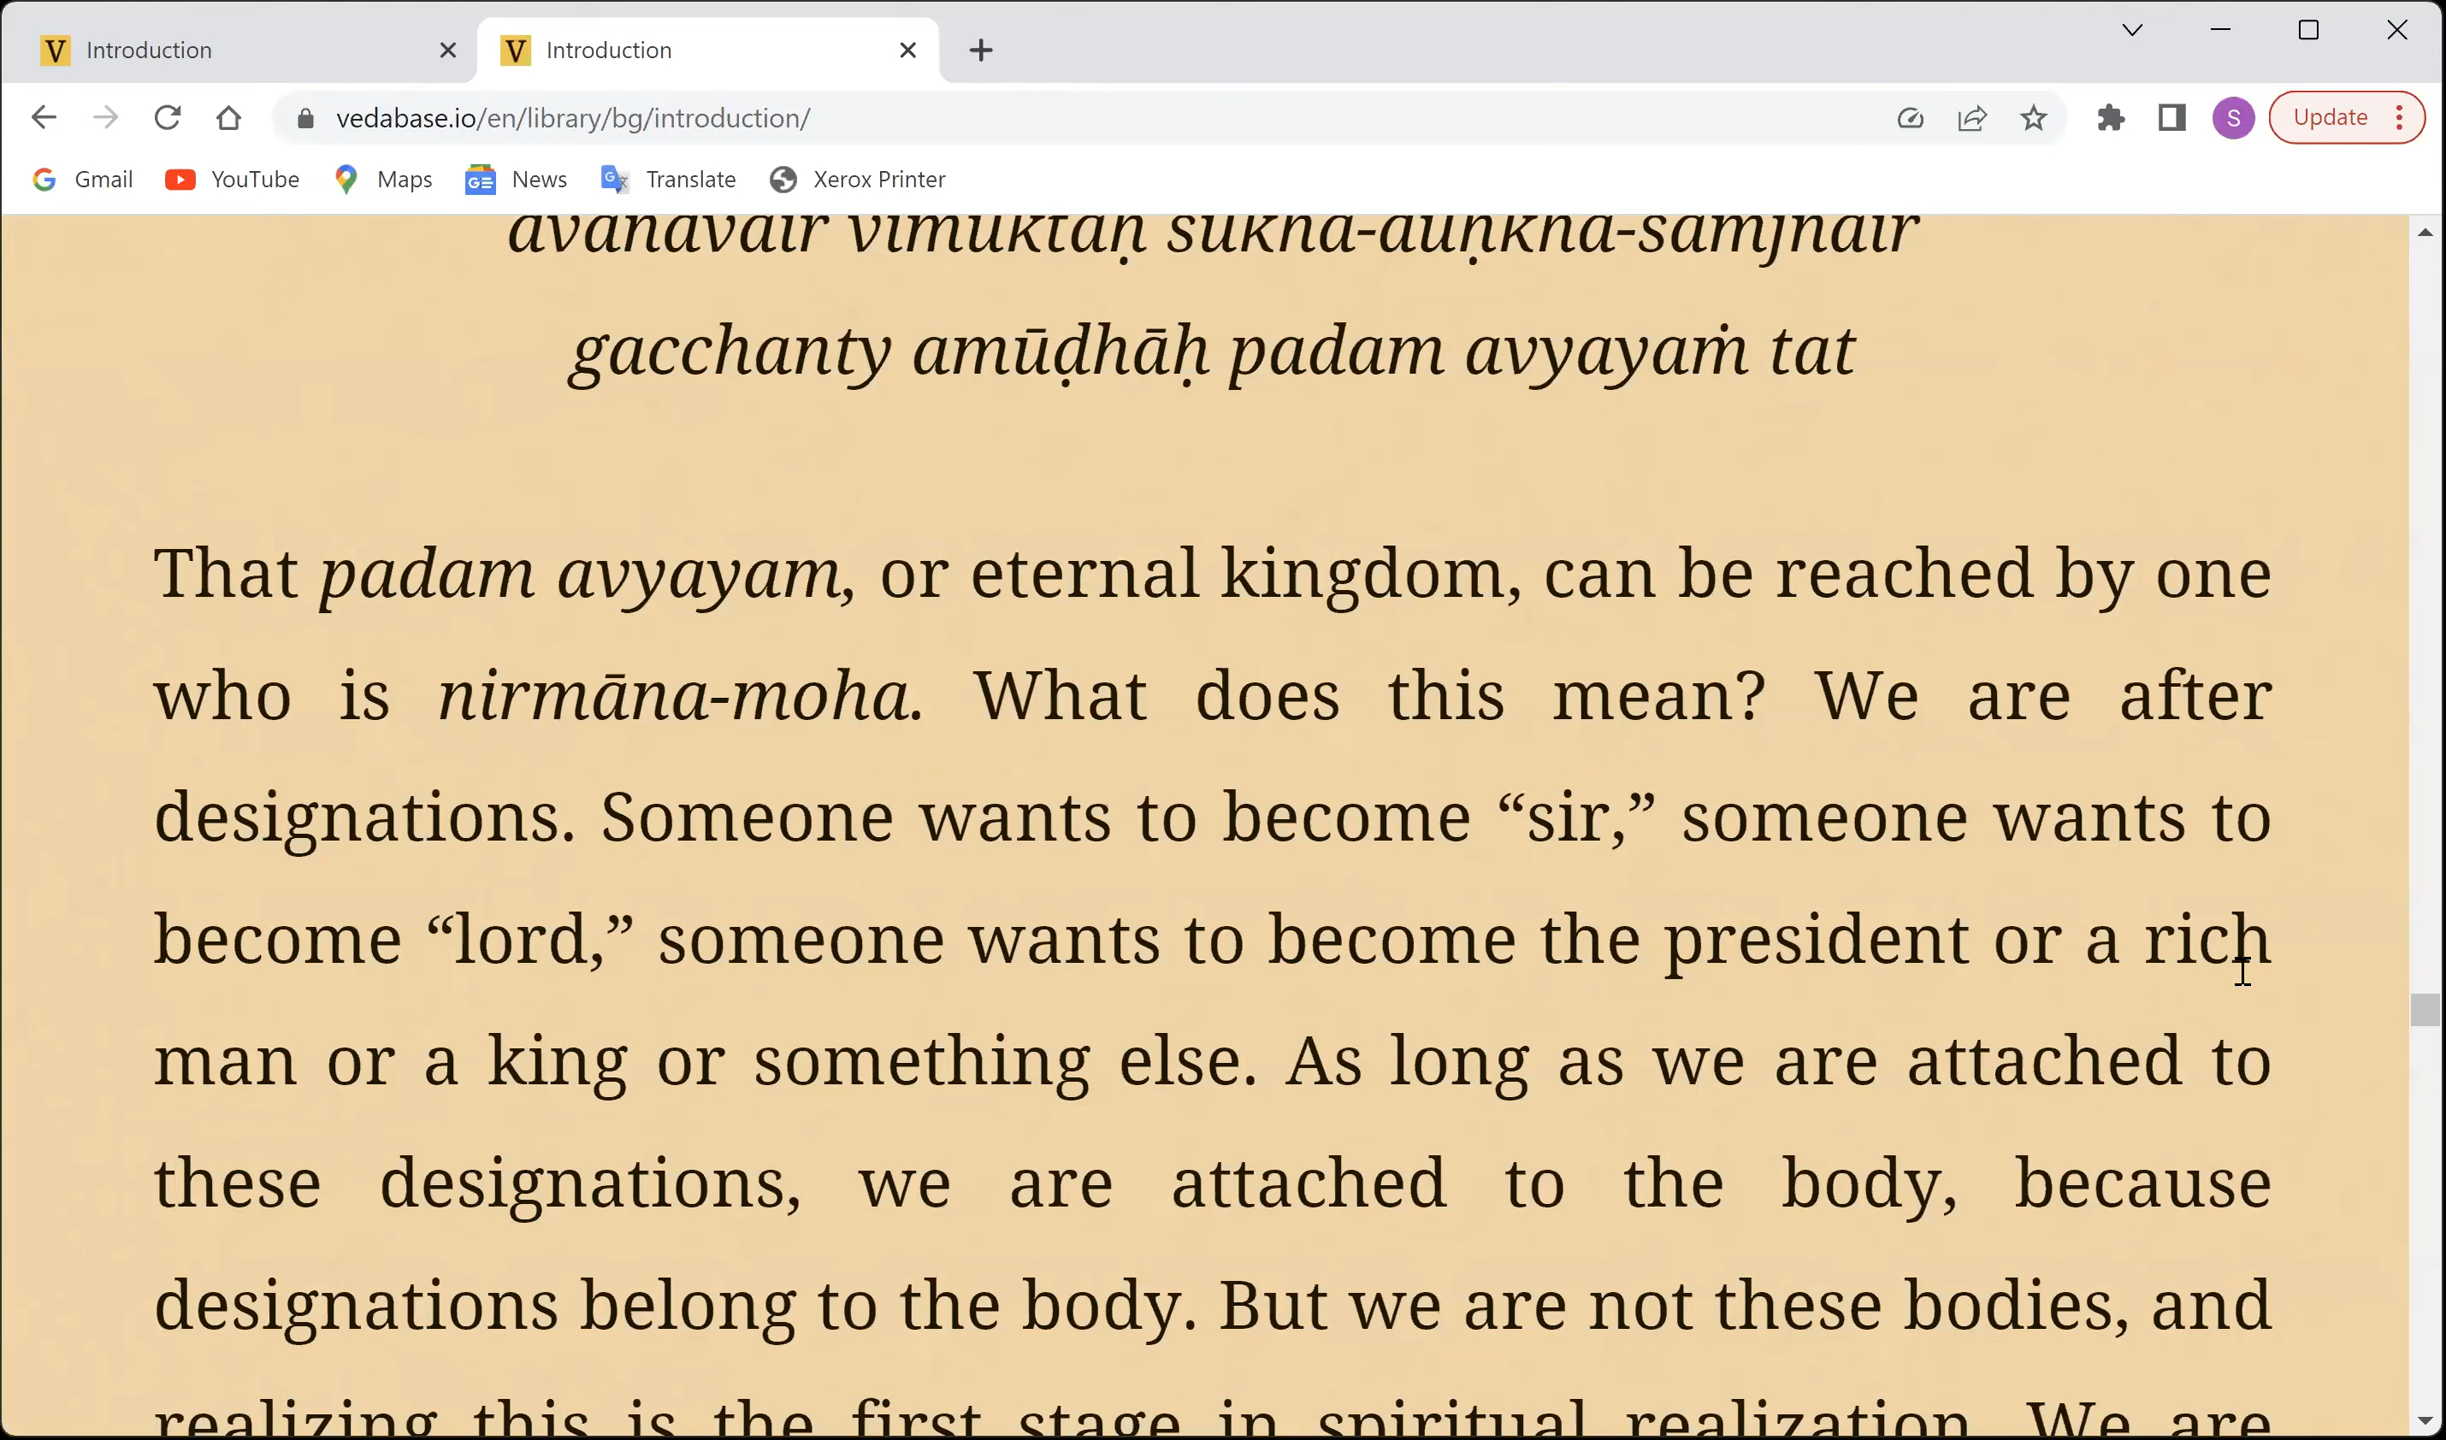 Introduction
Introduction
vedabase.io/en/library/bg/introduction/
S
Update
Gmail
YouTube
Maps
News
Translate
Xerox Printer
vimuktaḥ sukha-duḥkha-saṁjñair
gacchanty amūḍhāḥ padam avyayaṁ tat
That padam avyayam, or eternal kingdom, can be reached by one
who is nirmāna-moha. What does this mean? We are after
designations. Someone wants to become “sir,” someone wants to
become “lord,” someone wants to become the president or a rich
man or a king or something else. As long as we are attached to
these designations, we are attached to the body, because
designations belong to the body. But we are not these bodies, and
realizing this is the first stage in spiritual realization. We are